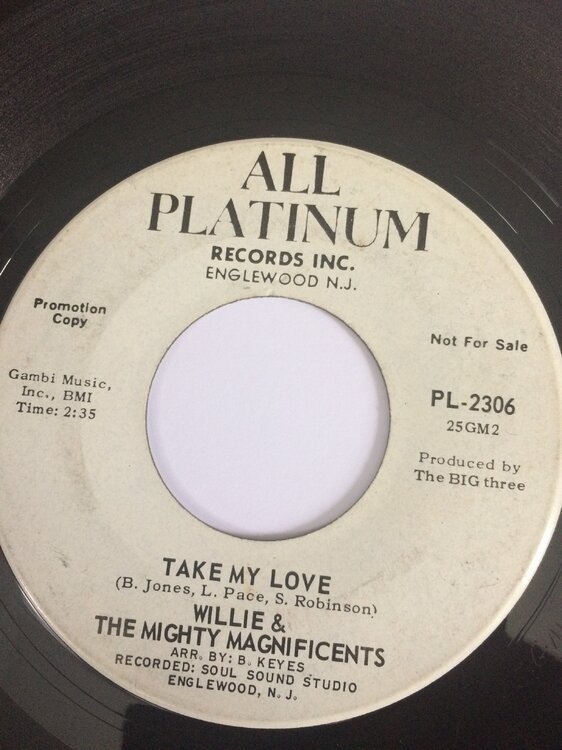 ALL
PLATINUM
RECORDS INC.
ENGLEWOOD N.J.
Promotion
Copy
Not For Sale
Gambi Music,
Inc., BMI
Time: 2:35
PL-2306
25GM2
Produced by
The BIG three
TAKE MY LOVE
(B. Jones, L. Pace, S. Robinson)
WILLIE &
THE MIGHTY MAGNIFICENTS
ARR. BY: B. KEYES
RECORDED: SOUL SOUND STUDIO
ENGLEWOOD, N. J.